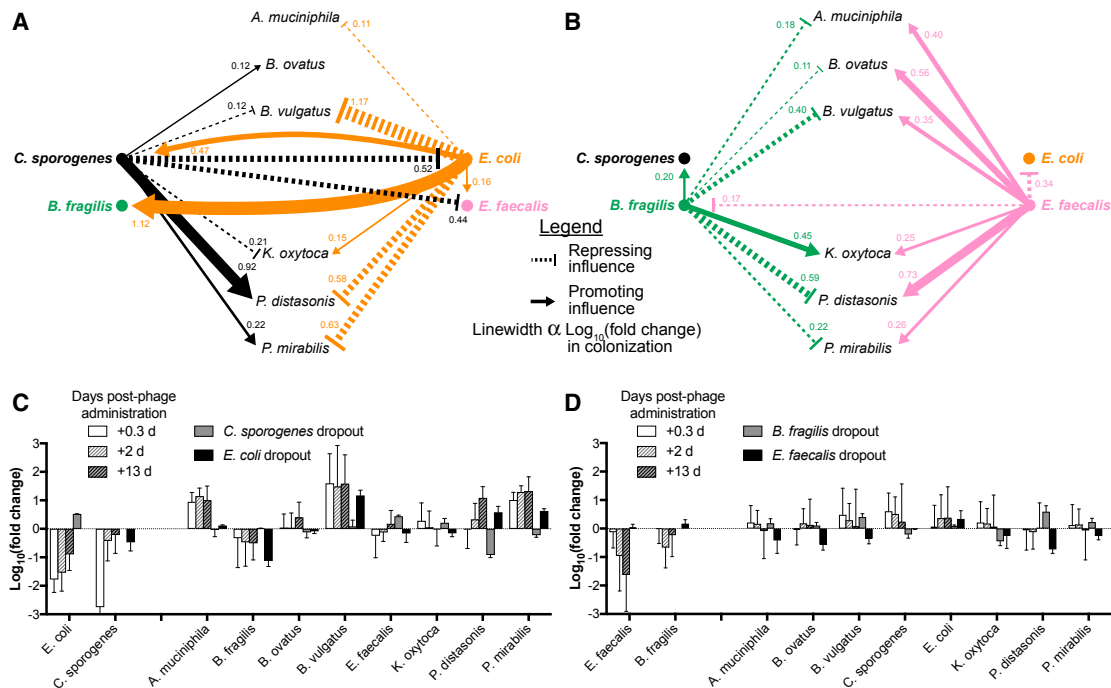 A
A. muciniphila
0.11
0.12
B. ovatus
0.12
B. vulgatus
1.17
C. sporogenes
0.47
0.52
E. coli
0.16
B. fragilis
1.12
0.44
E. faecalis
0.21
K. oxytoca
0.15
0.92
P. distasonis
0.58
0.22
P. mirabilis
0.63
Legend
Repressing
influence
Promoting
influence
Linewidth α Log10(fold change)
in colonization
B
0.18
A. muciniphila
0.40
0.11
B. ovatus
0.56
0.40
B. vulgatus
0.35
C. sporogenes
E. coli
0.20
0.34
B. fragilis
0.17
E. faecalis
0.45
K. oxytoca
0.25
0.59
P. distasonis
0.73
0.22
P. mirabilis
0.26
C
Days post-phage
administration
+0.3 d
+2 d
+13 d
C. sporogenes dropout
E. coli dropout
Log10(fold change)
3
2
1
0
-1
-2
-3
E. coli
C. sporogenes
A. muciniphila
B. fragilis
B. ovatus
B. vulgatus
E. faecalis
K. oxytoca
P. distasonis
P. mirabilis
D
Days post-phage
administration
+0.3 d
+2 d
+13 d
B. fragilis dropout
E. faecalis dropout
Log10(fold change)
3
2
1
0
-1
-2
-3
E. faecalis
B. fragilis
A. muciniphila
B. ovatus
B. vulgatus
C. sporogenes
E. coli
K. oxytoca
P. distasonis
P. mirabilis